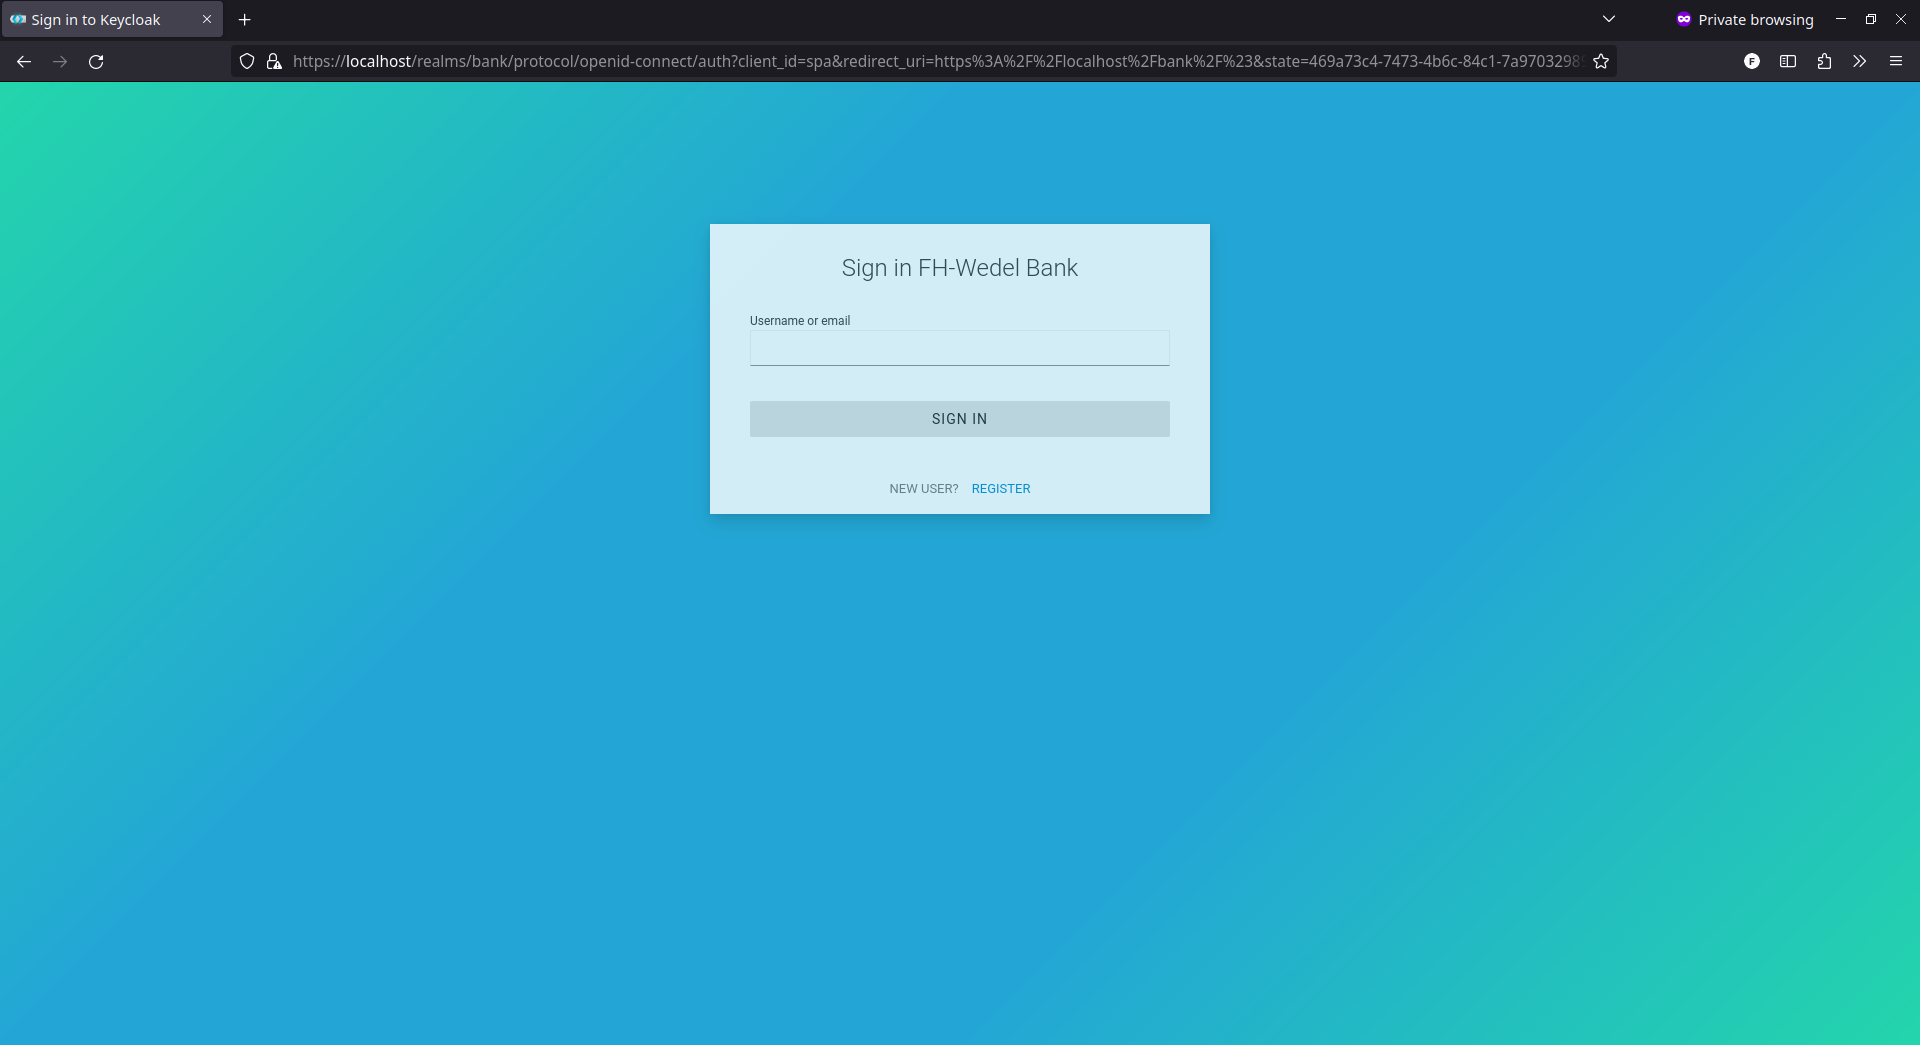 Sign in to Keycloak
Private browsing
https://localhost/realms/bank/protocol/openid-connect/auth?client_id=spa&redirect_uri=https%3A%2F%2Flocalhost%2Fbank%2F%23&state=469a73c4-7473-4b6c-84c1-7a9703298
F
Sign in FH-Wedel Bank
Username or email
SIGN IN
NEW USER? REGISTER